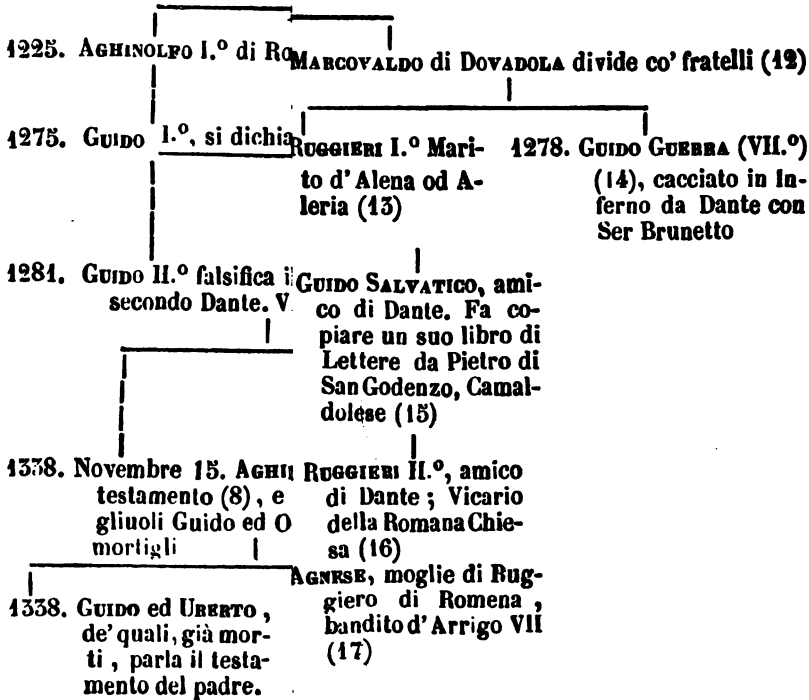 1225. AGHINOLFO I.º di Ro
MARCOVALDO di DOVADOLA divide co' fratelli (12)
1275. GUIDO I.º, si dichia
RUGGIERI I.º Mari-
to d'Alena od A-
leria (13)
1278. GUIDO GUERRA (VII.º)
(14), cacciato in In-
ferno da Dante con
Ser Brunetto
1281. GUIDO II.º falsifica i
secondo Dante. V
GUIDO SALVATICO, ami-
co di Dante. Fa co-
piare un suo libro di
Lettere da Pietro di
San Godenzo, Camal-
dolese (15)
1338. Novembre 15. AGHI
testamento (8), e
gliuoli Guido ed O
mortigli
RUGGIERI II.º, amico
di Dante; Vicario
della Romana Chie-
sa (16)
AGNESE, moglie di Rug-
giero di Romena,
bandito d'Arrigo VII
(17)
1338. GUIDO ed UBERTO,
de' quali, già mor-
ti, parla il testa-
mento del padre.